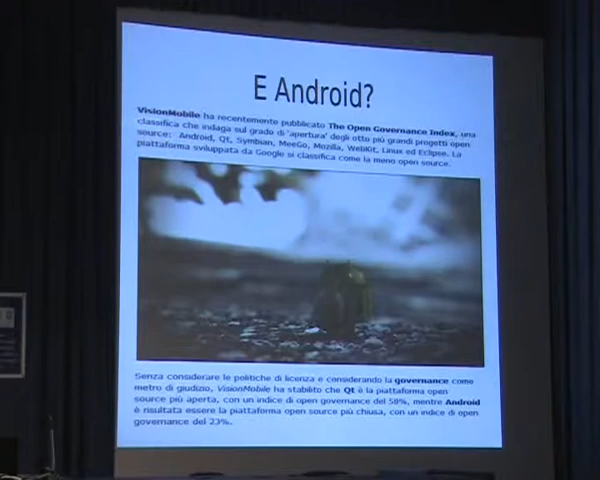 E Android?
VisionMobile ha recentemente pubblicato The Open Governance Index, una
classifica che indaga sul grado di 'apertura' degli otto più grandi progetti open
source: Android, Qt, Symbian, MeeGo, Mozilla, WebKit, Linux ed Eclipse. La
piattaforma sviluppata da Google si classifica come la meno open source.
Senza considerare le politiche di licenza e considerando la governance come
metro di giudizio, VisionMobile ha stabilito che Qt è la piattaforma open
source più aperta, con un indice di open governance del 58%, mentre Android
è risultata essere la piattaforma open source più chiusa, con un indice di open
governance del 23%.